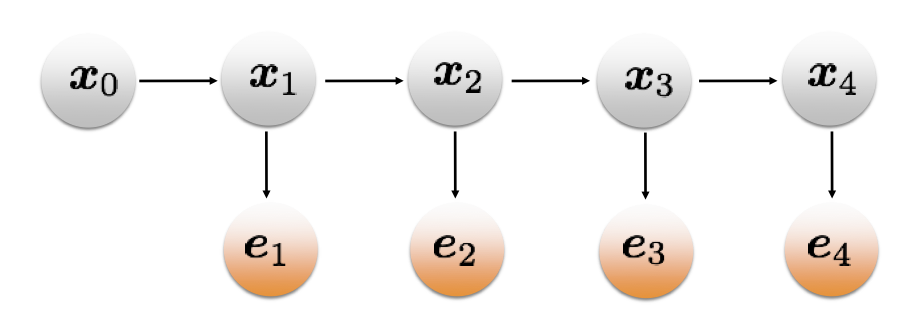 x₀ x₁ x₂ x₃ x₄
e₁ e₂ e₃ e₄